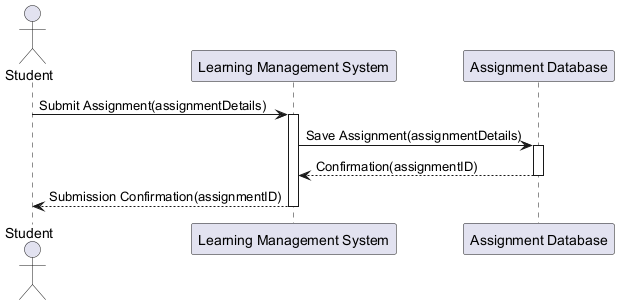 Student
Learning Management System
Assignment Database
Submit Assignment(assignmentDetails)
Save Assignment(assignmentDetails)
Confirmation(assignmentID)
Submission Confirmation(assignmentID)
Student
Learning Management System
Assignment Database